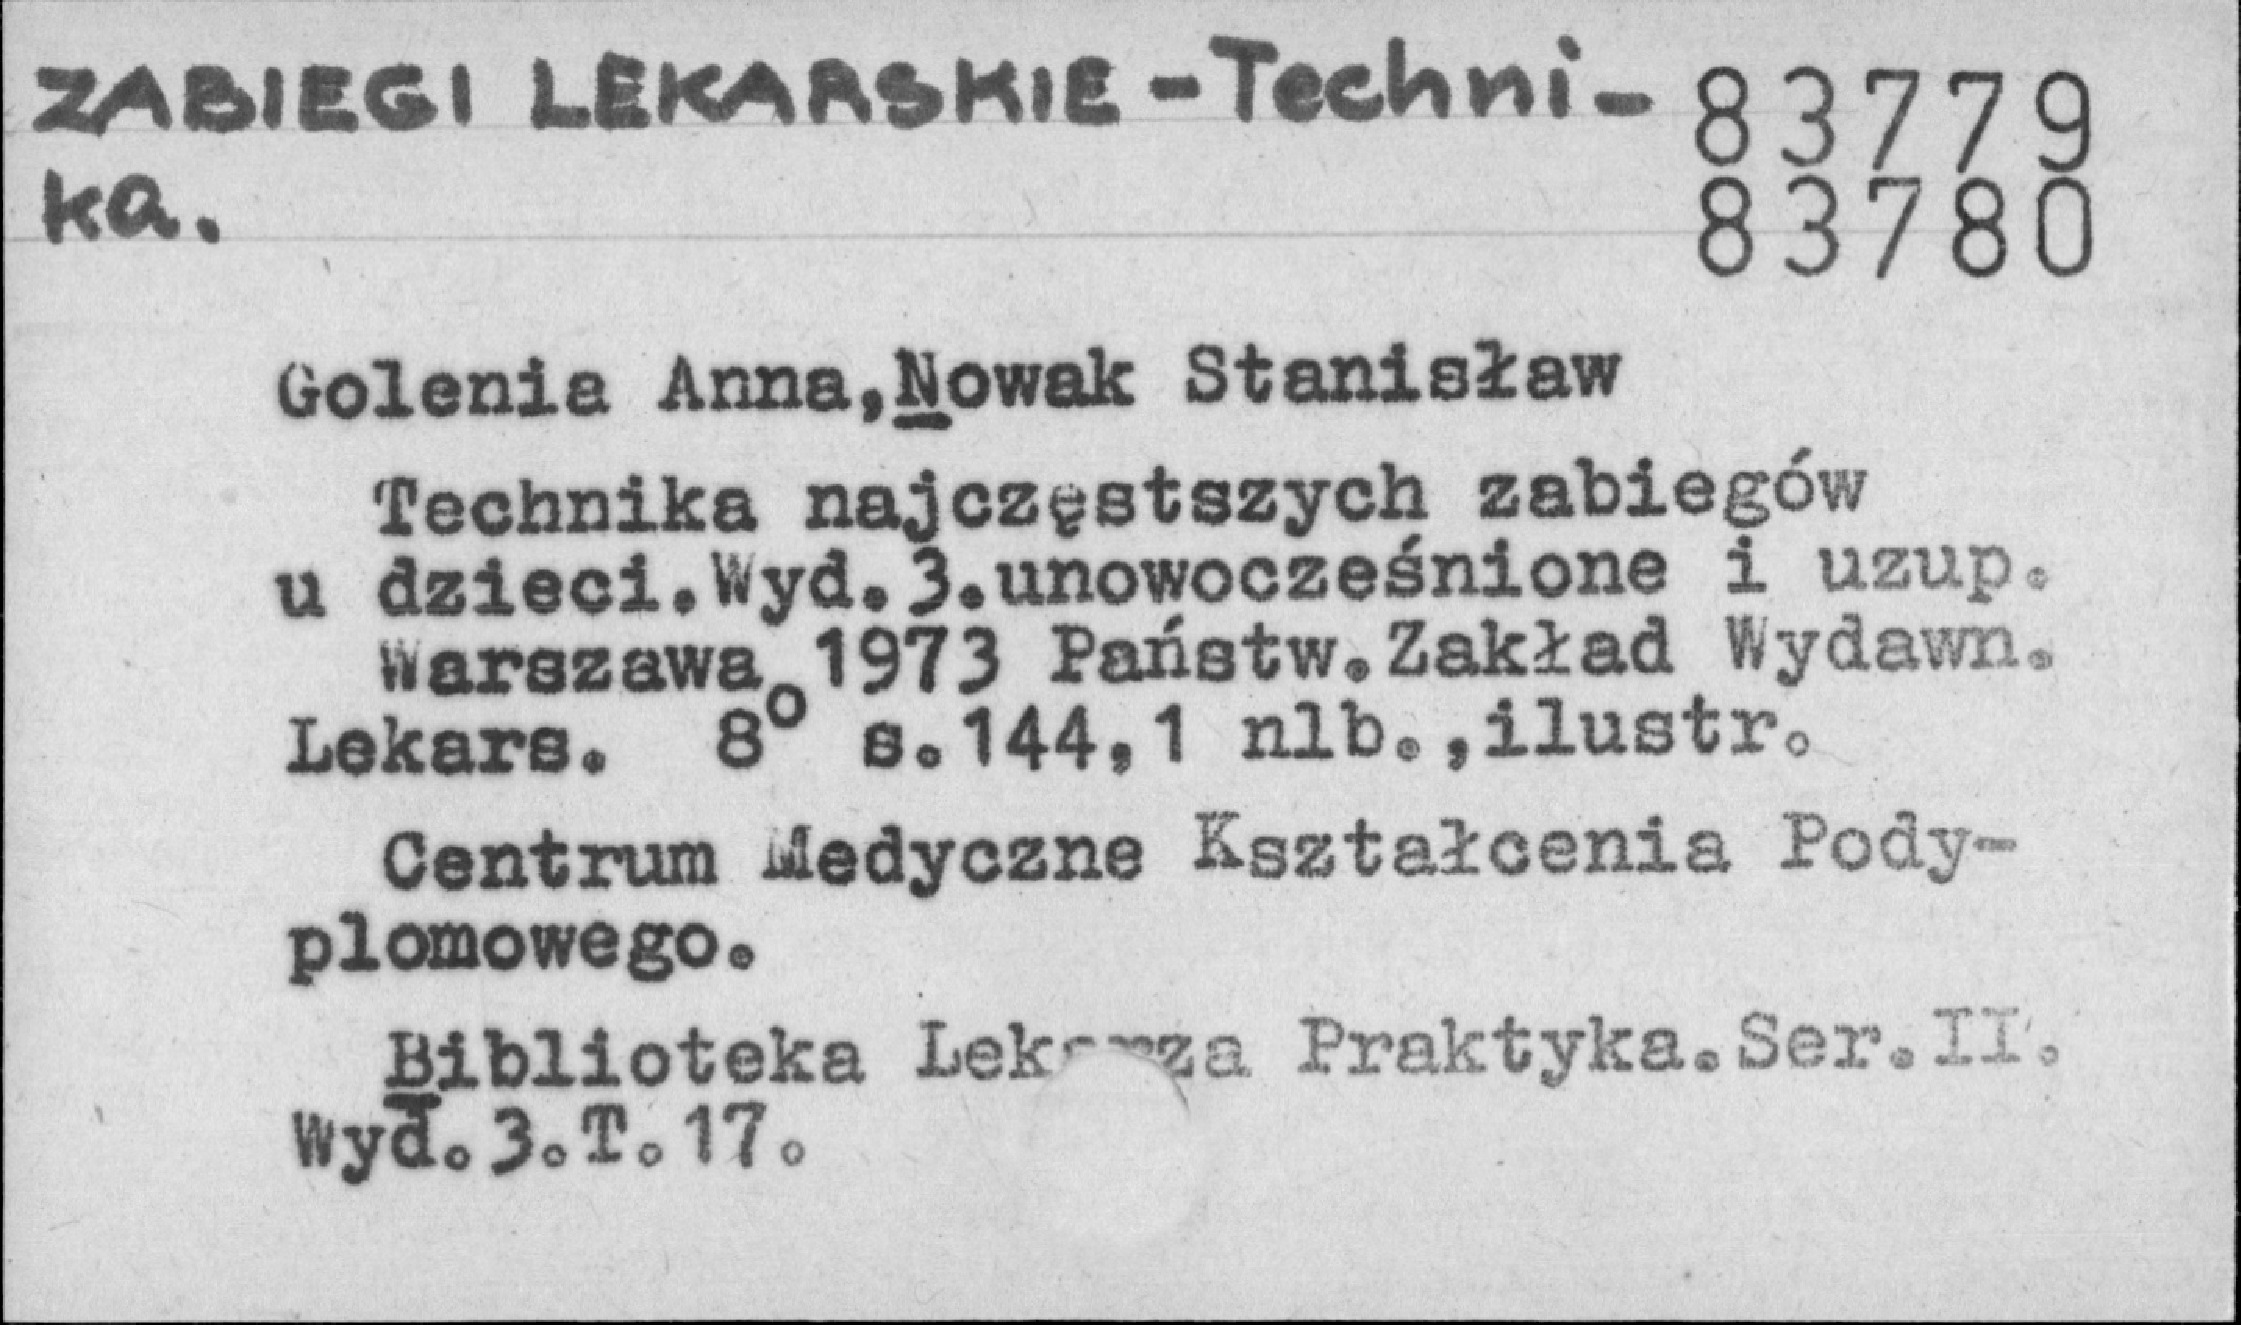 ZABIEGI LEKARSKIE - Techni-
ka.
83779
83780
Golenia Anna,Nowak Stanisław
Technika najczęstszych zabiegów
u dzieci.Wyd.3.unowocześnione i uzup.
Warszawa 1973 Państw.Zakład Wydawn.
Lekars. 8° s.144,1 nlb.,ilustr.
Centrum Medyczne Kształcenia Pody-
plomowego.
Biblioteka Lekarza Praktyka.Ser.II.
Wyd.3.T.17.